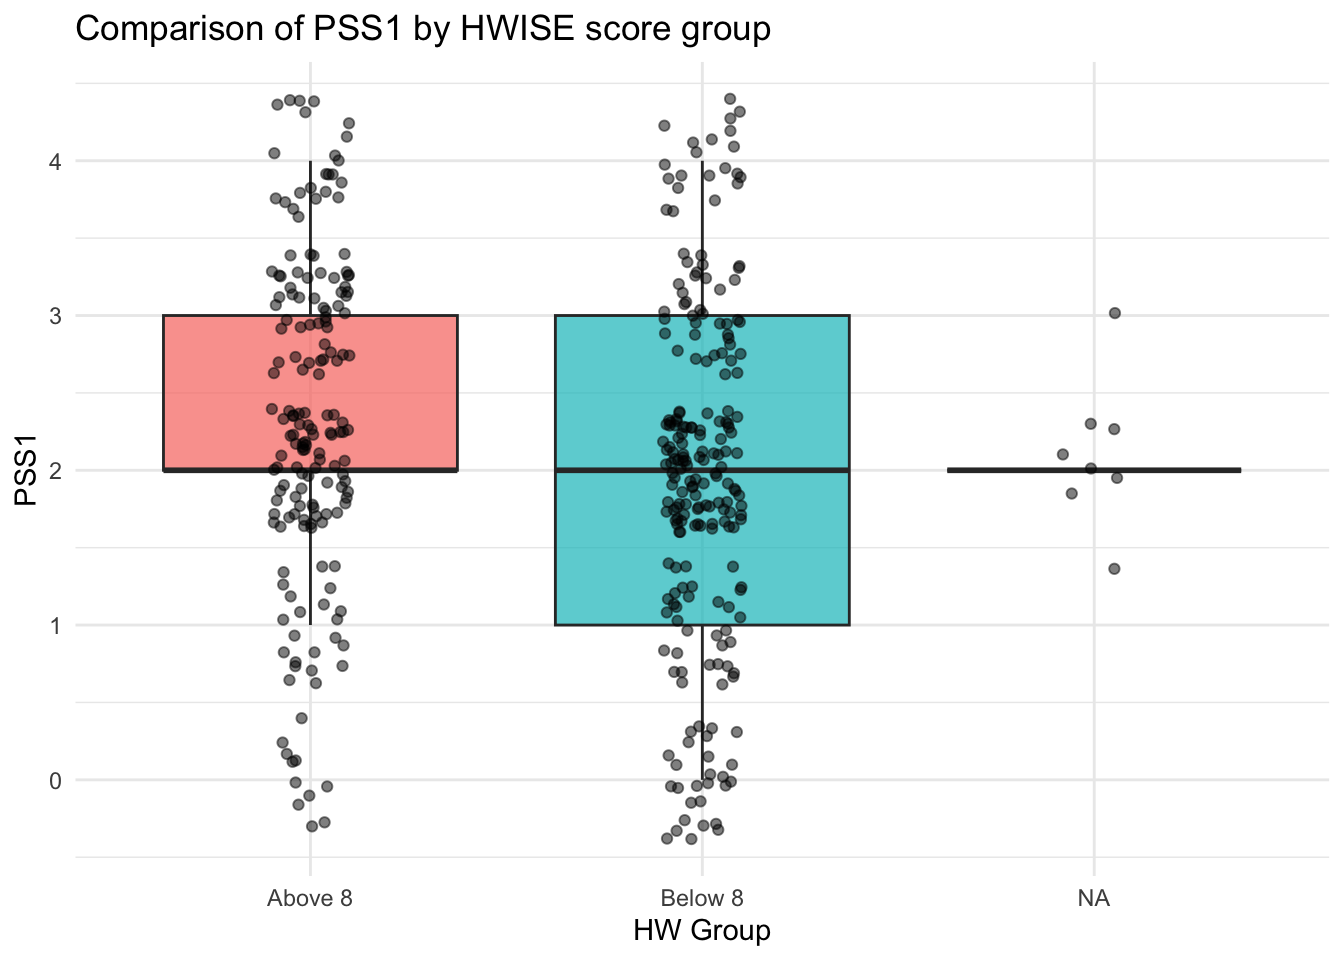 Comparison of PSS1 by HWISE score group
4
3
2
1
0
PSS1
Above 8
Below 8
NA
HW Group